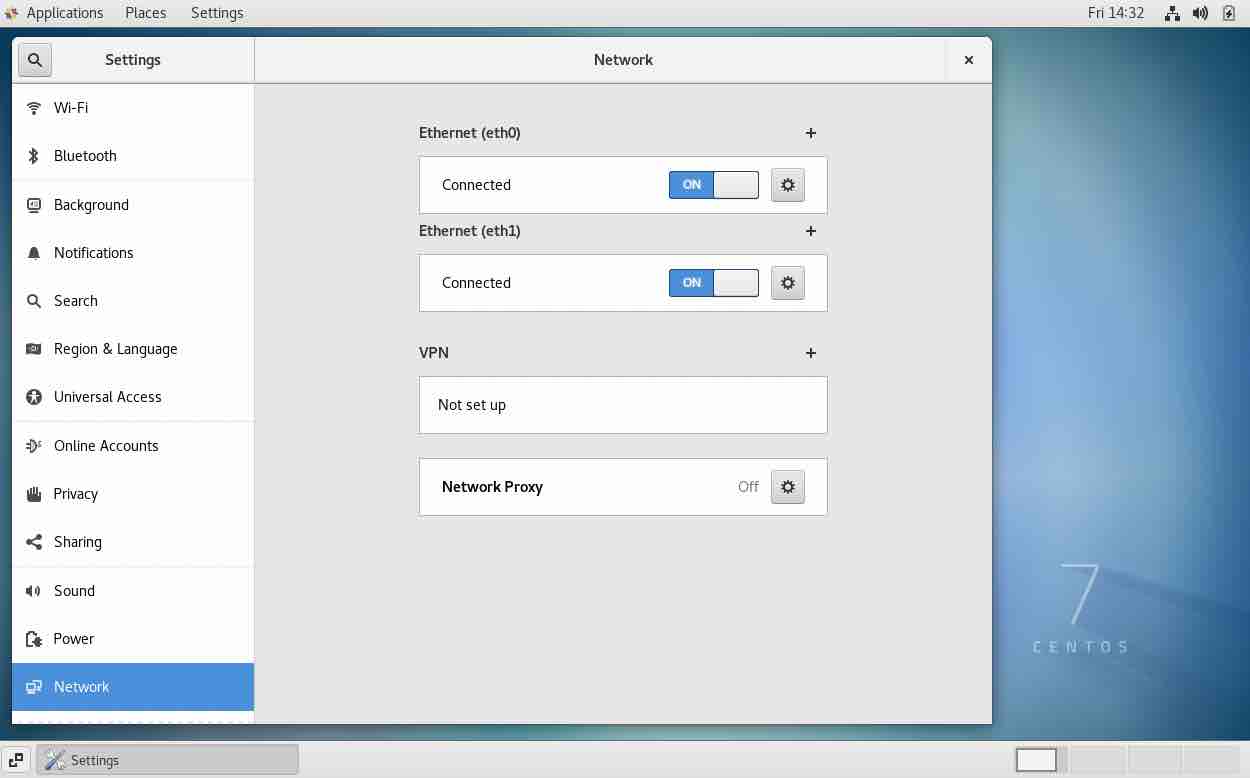 Applications Places Settings Fri 14:32
Settings Network
Wi-Fi
Bluetooth
Background
Notifications
Search
Region & Language
Universal Access
Online Accounts
Privacy
Sharing
Sound
Power
Network
Ethernet (eth0) +
Connected ON
Ethernet (eth1) +
Connected ON
VPN +
Not set up
Network Proxy Off
7
CENTOS
Settings